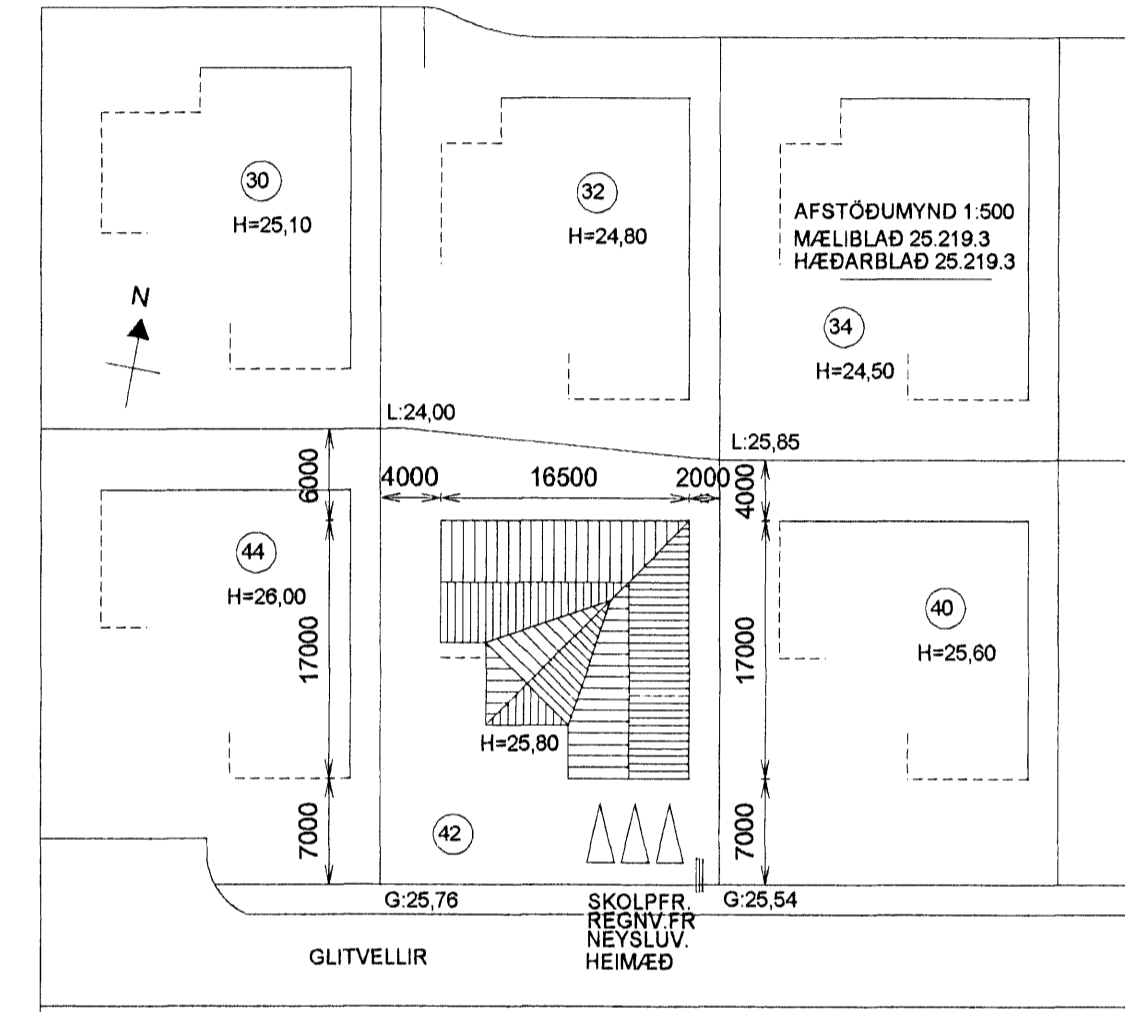 30
H=25,10
32
H=24,80
AFSTÖÐUMYND 1:500
MÆLIBLAÐ 25.219.3
HÆÐARBLAÐ 25.219.3
N
34
H=24,50
L:24,00
L:25,85
6000
4000
16500
2000
4000
44
H=26,00
17000
17000
40
H=25,60
H=25,80
7000
42
7000
G:25,76
SKOLPFR.
REGNV.FR
NEYSLUV.
HEIMÆÐ
G:25,54
GLITVELLIR